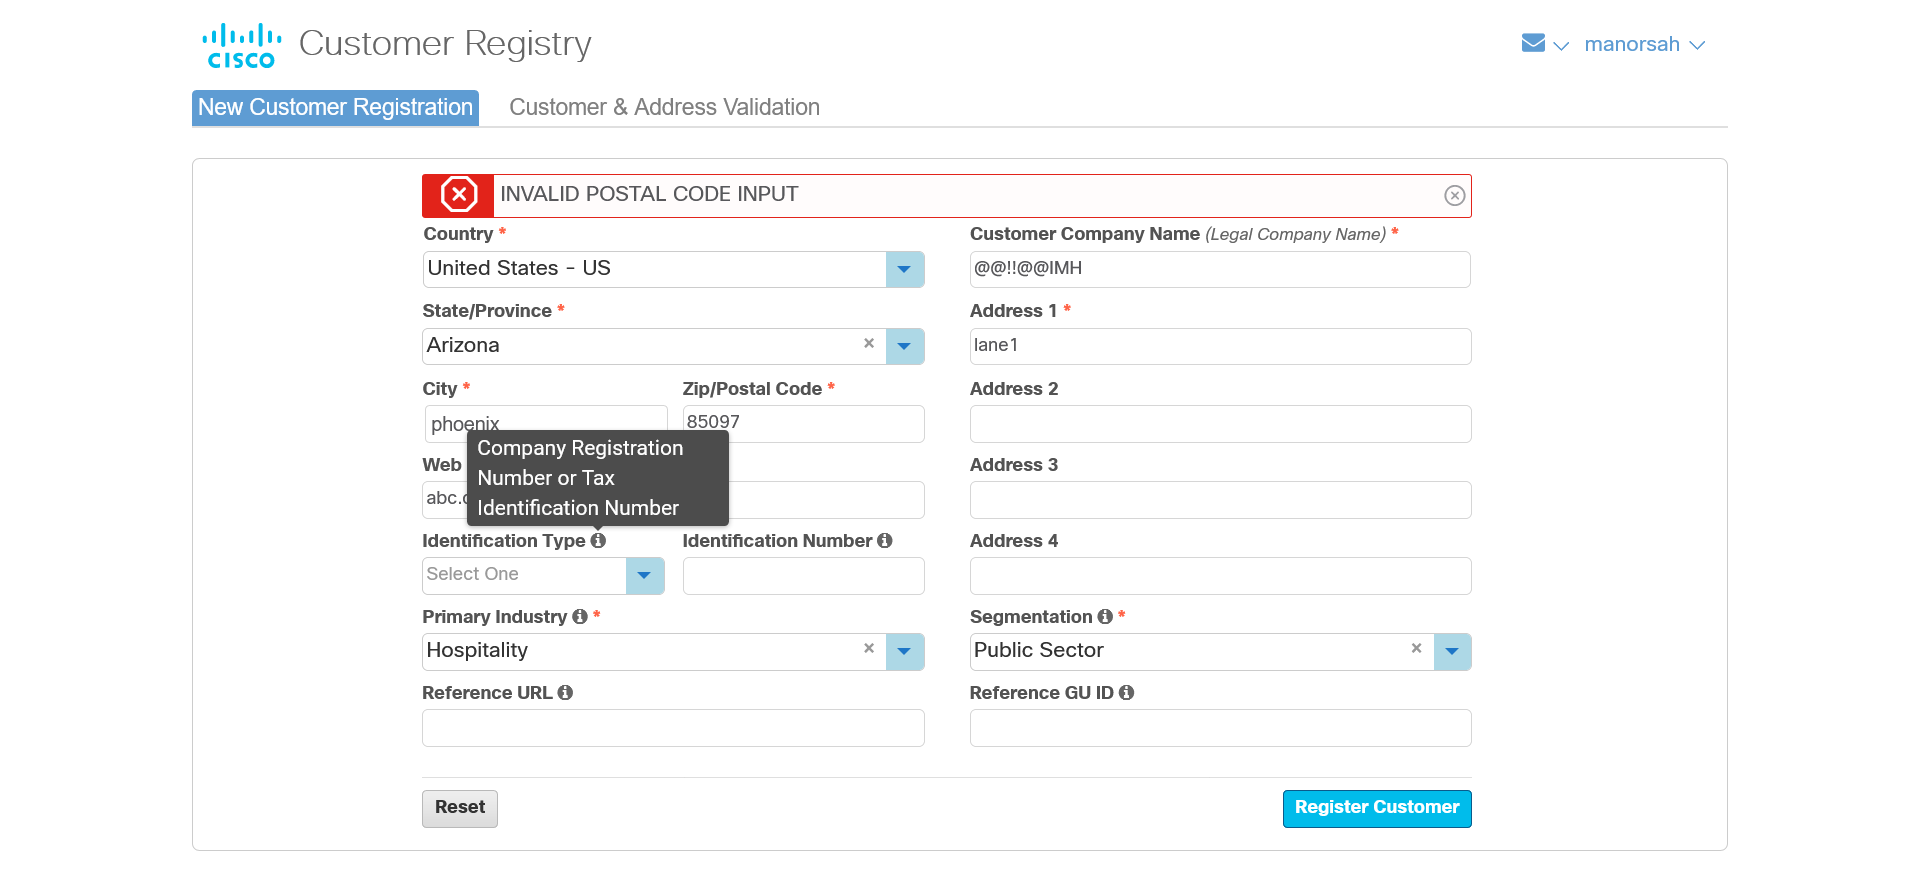 CISCO Customer Registry
manorsah
New Customer Registration Customer & Address Validation
INVALID POSTAL CODE INPUT
Country * Customer Company Name (Legal Company Name) *
United States - US @@!!@@IMH
State/Province * Address 1 *
Arizona × lane1
City * Zip/Postal Code * Address 2
phoenix 85097
Company Registration
Number or Tax
Identification Number
Web Address 3
abc.
Identification Type Identification Number Address 4
Select One
Primary Industry * Segmentation *
Hospitality × Public Sector ×
Reference URL Reference GU ID
Reset Register Customer